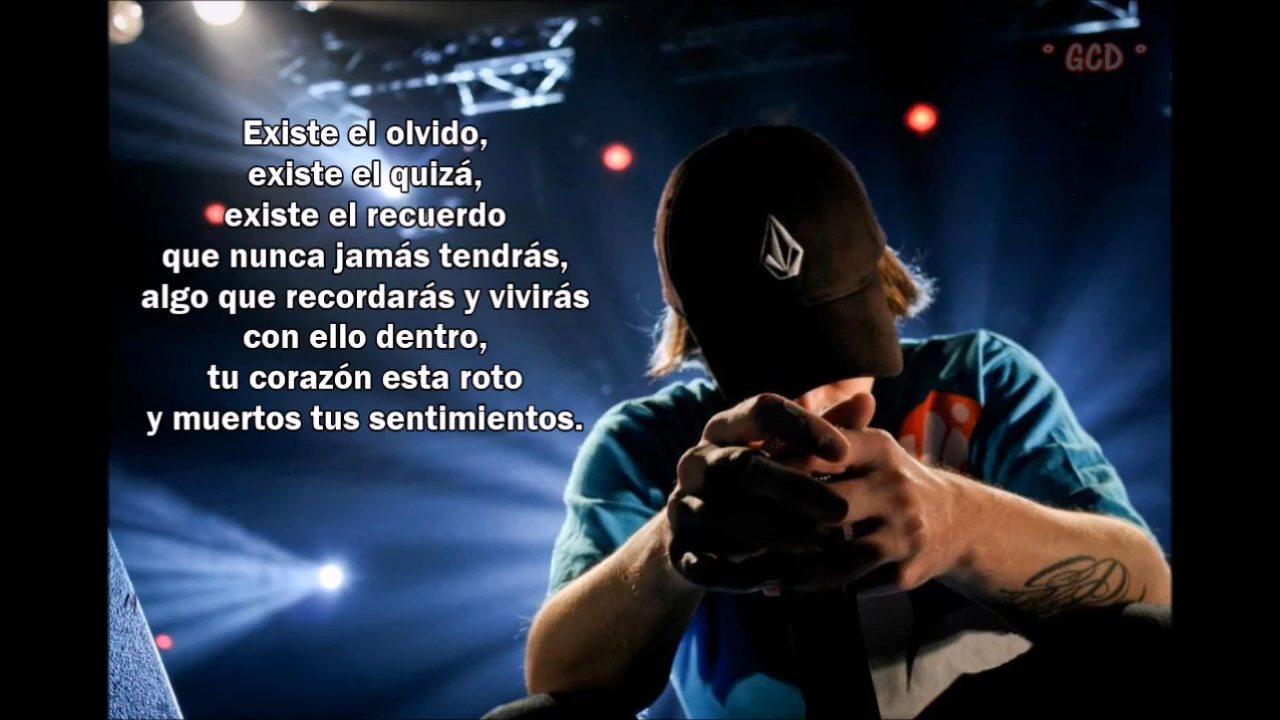 ° GCD °
Existe el olvido,
existe el quizá,
existe el recuerdo
que nunca jamás tendrás,
algo que recordarás y vivirás
con ello dentro,
tu corazón esta roto
y muertos tus sentimientos.